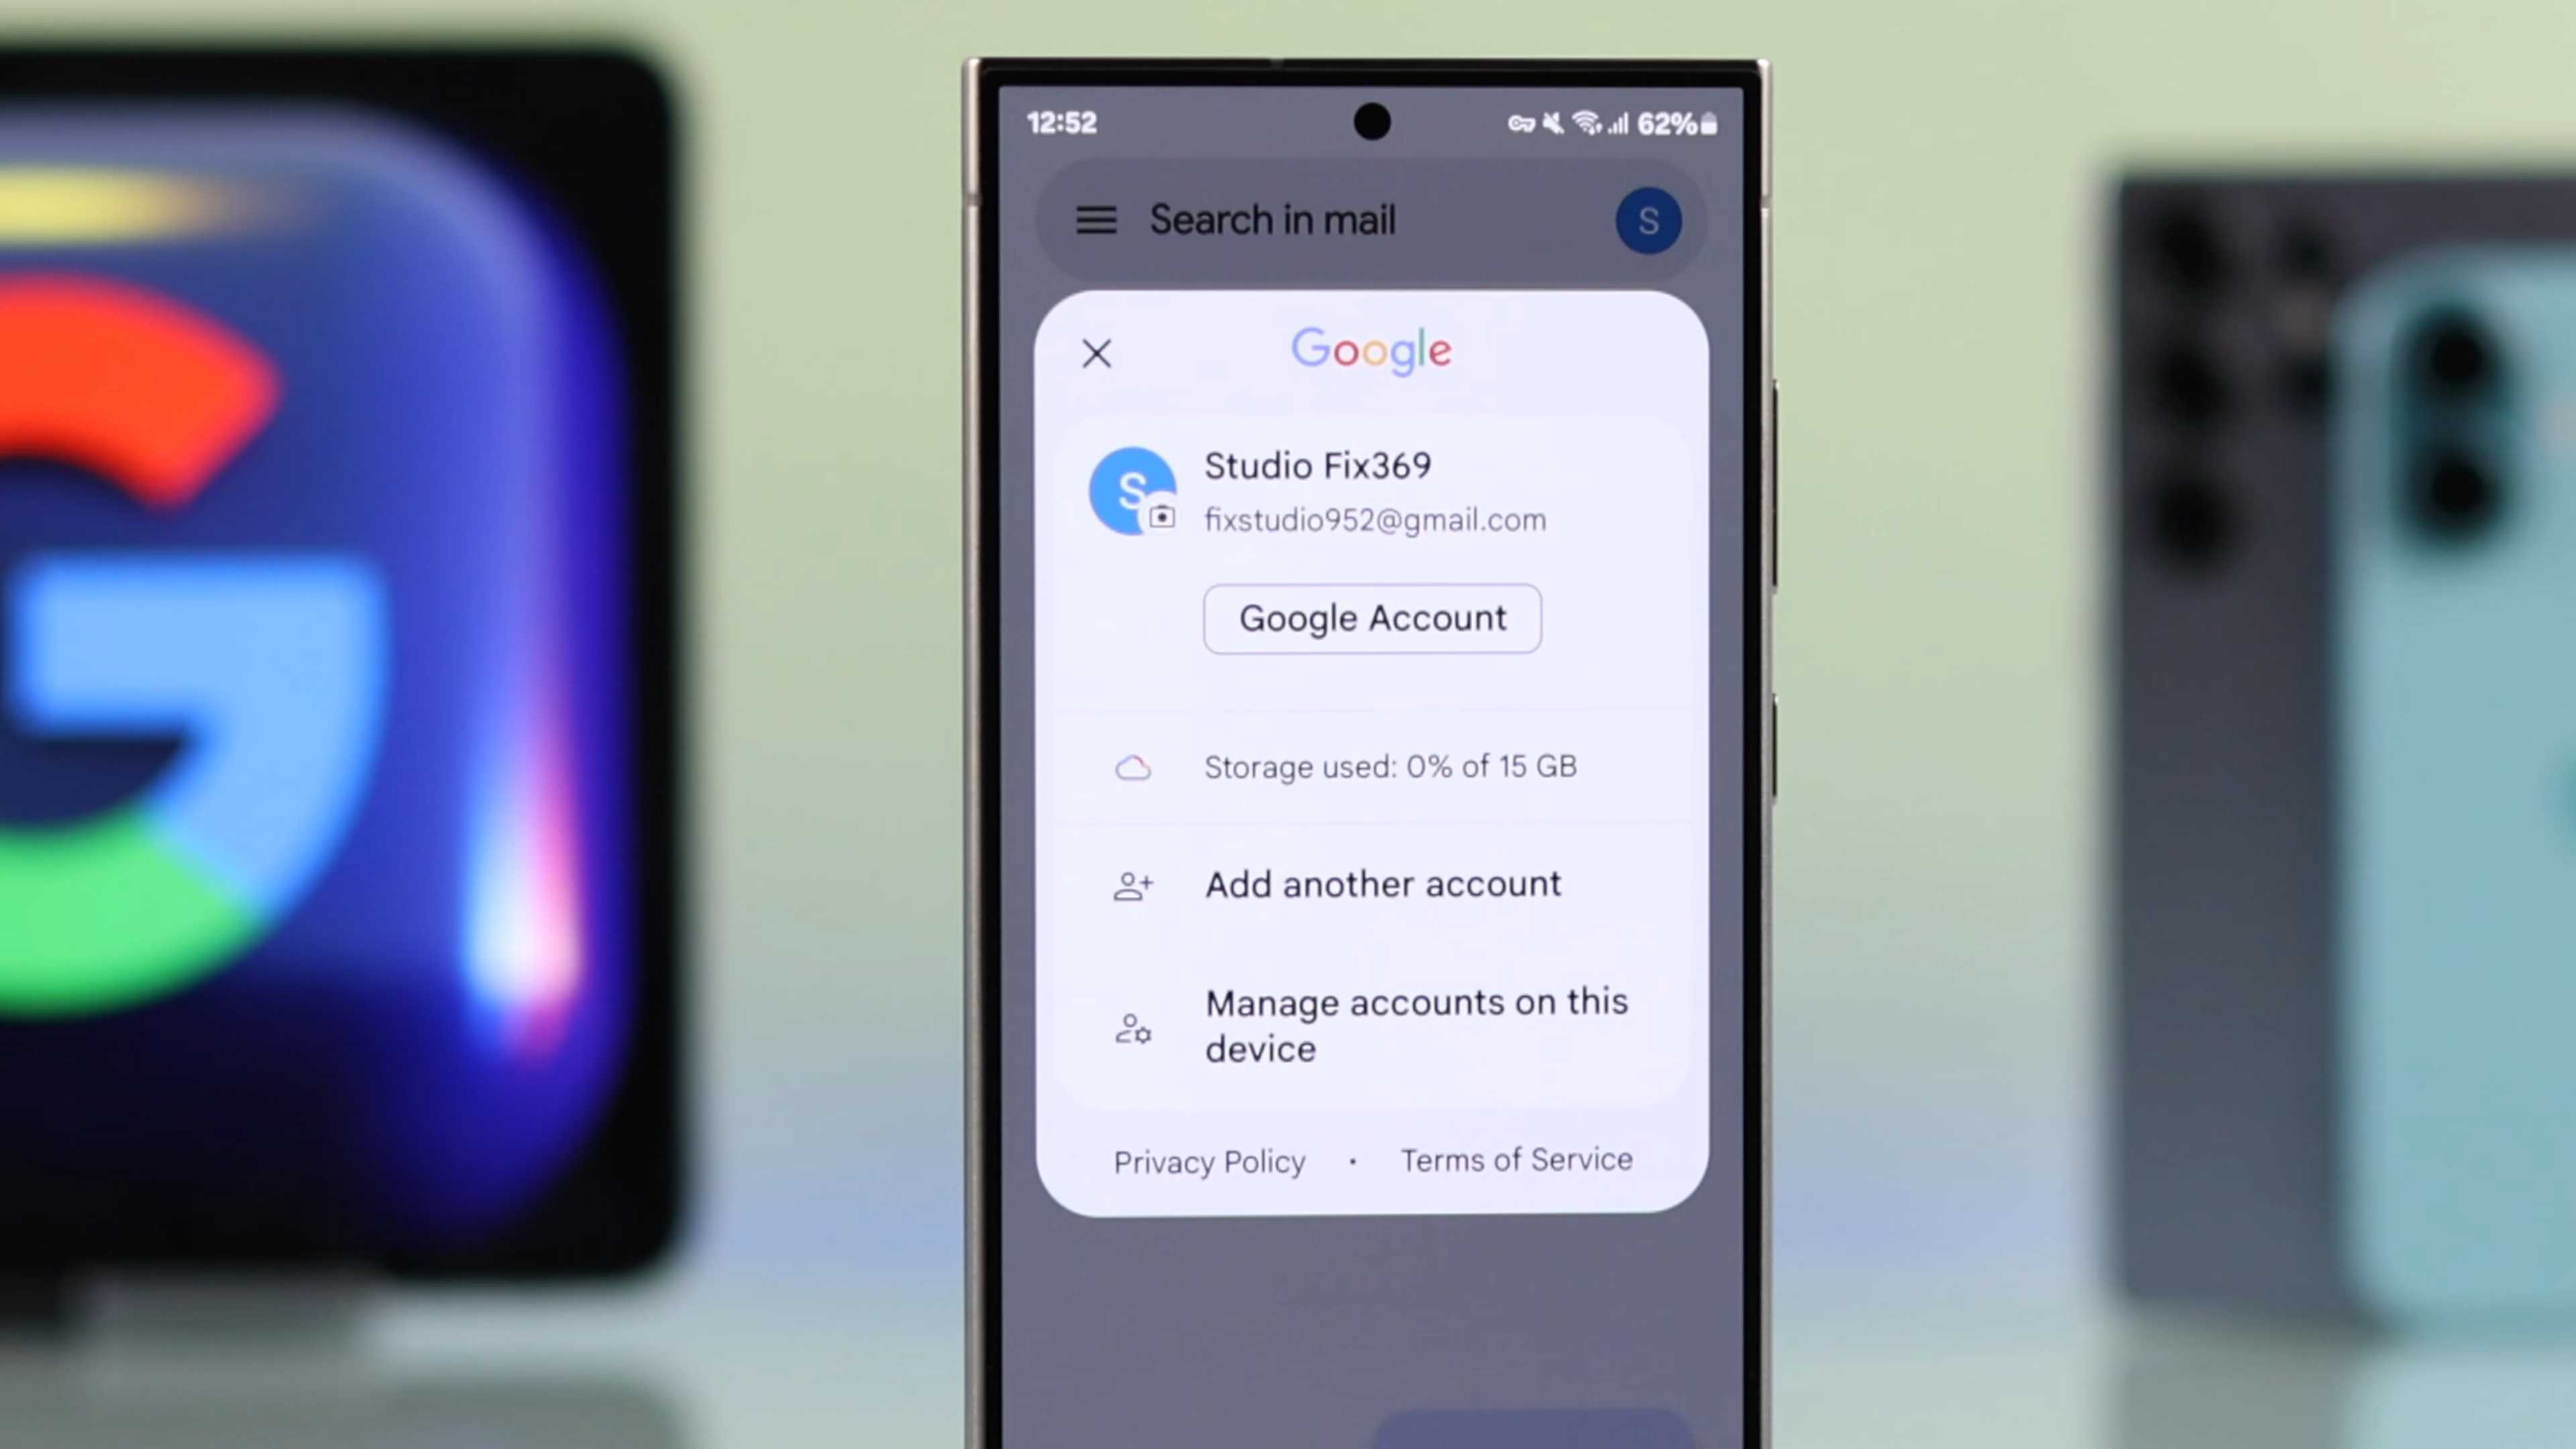 12:52
62%
Search in mail
S
Google
S
Studio Fix369
fixstudio952@gmail.com
Google Account
Storage used: 0% of 15 GB
Add another account
Manage accounts on this
device
Privacy Policy · Terms of Service
G